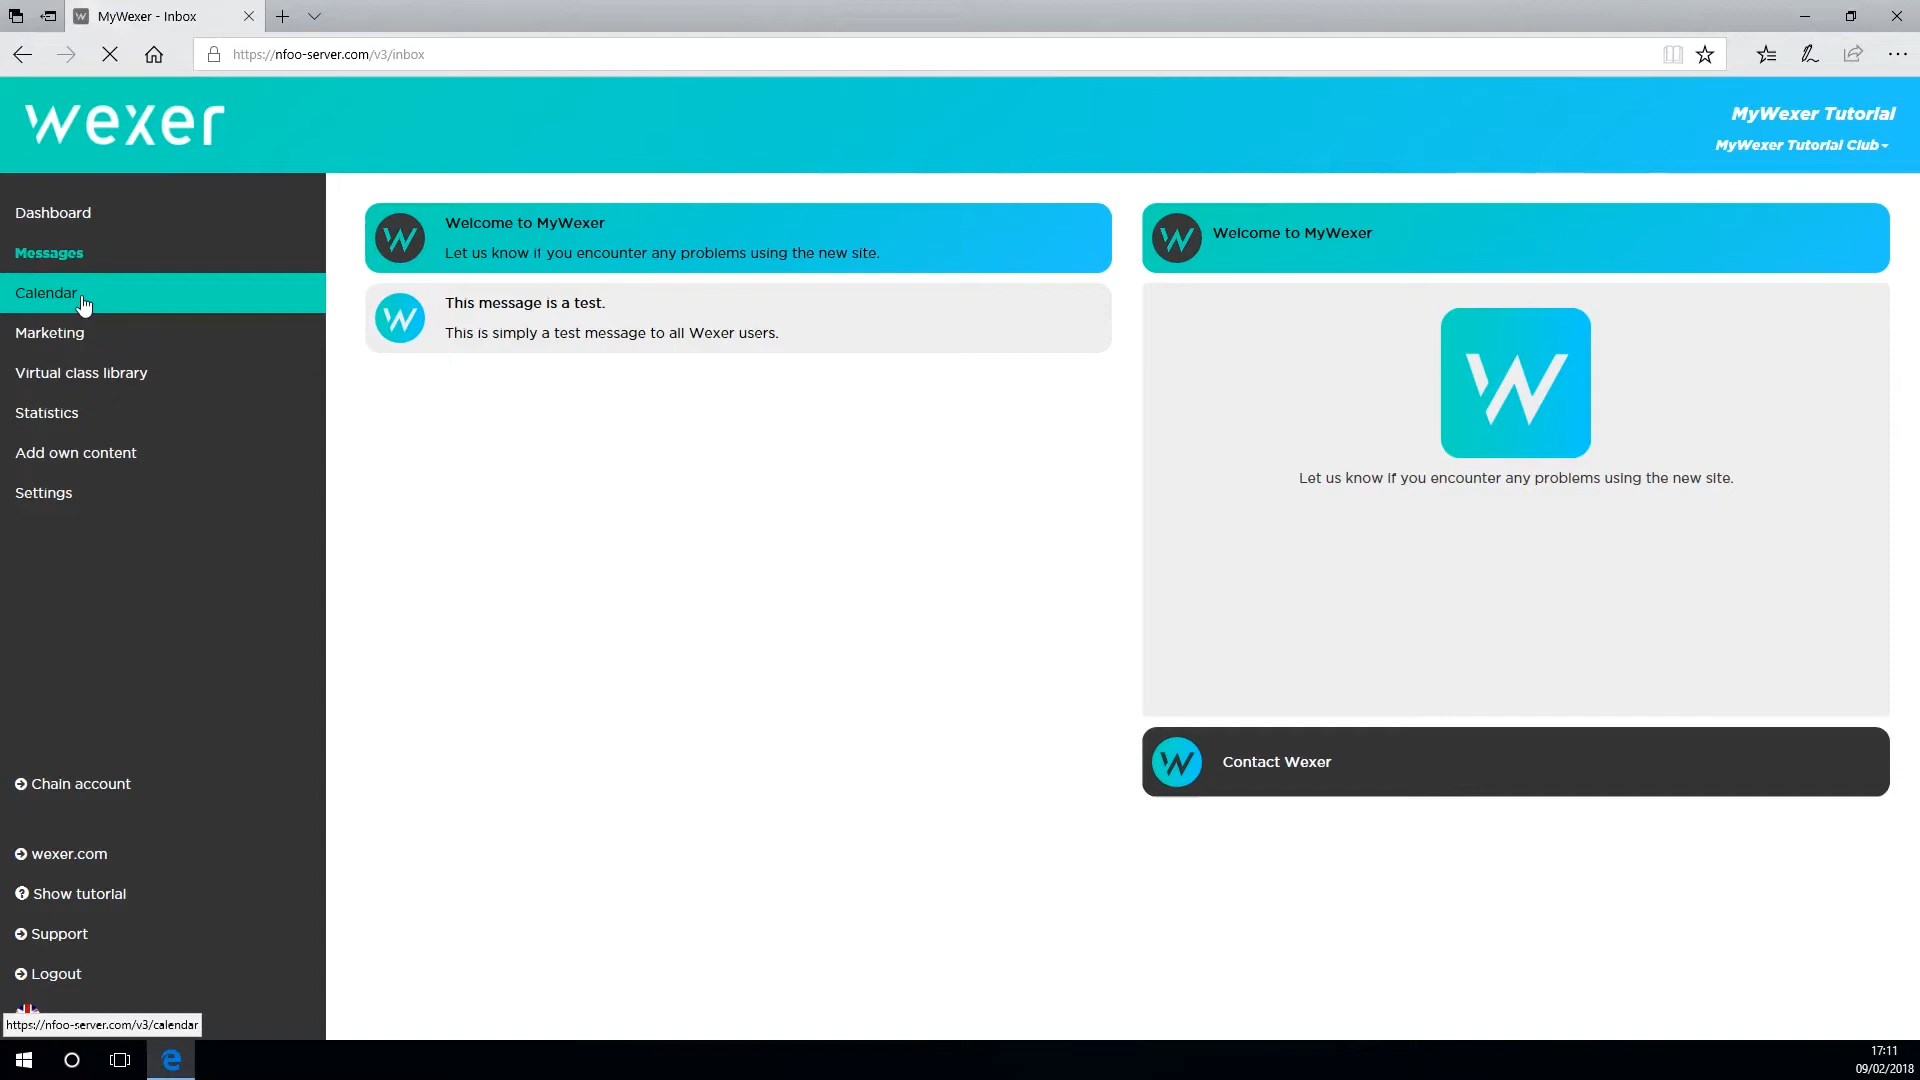 MyWexer - Inbox
https://nfoo-server.com/v3/inbox
wexer
MyWexer Tutorial
MyWexer Tutorial Club
Dashboard
Messages
Calendar
Marketing
Virtual class library
Statistics
Add own content
Settings
Chain account
wexer.com
Show tutorial
Support
Logout
https://nfoo-server.com/v3/calendar
Welcome to MyWexer
Let us know if you encounter any problems using the new site.
This message is a test.
This is simply a test message to all Wexer users.
Welcome to MyWexer
Let us know if you encounter any problems using the new site.
Contact Wexer
17:11
09/02/2018